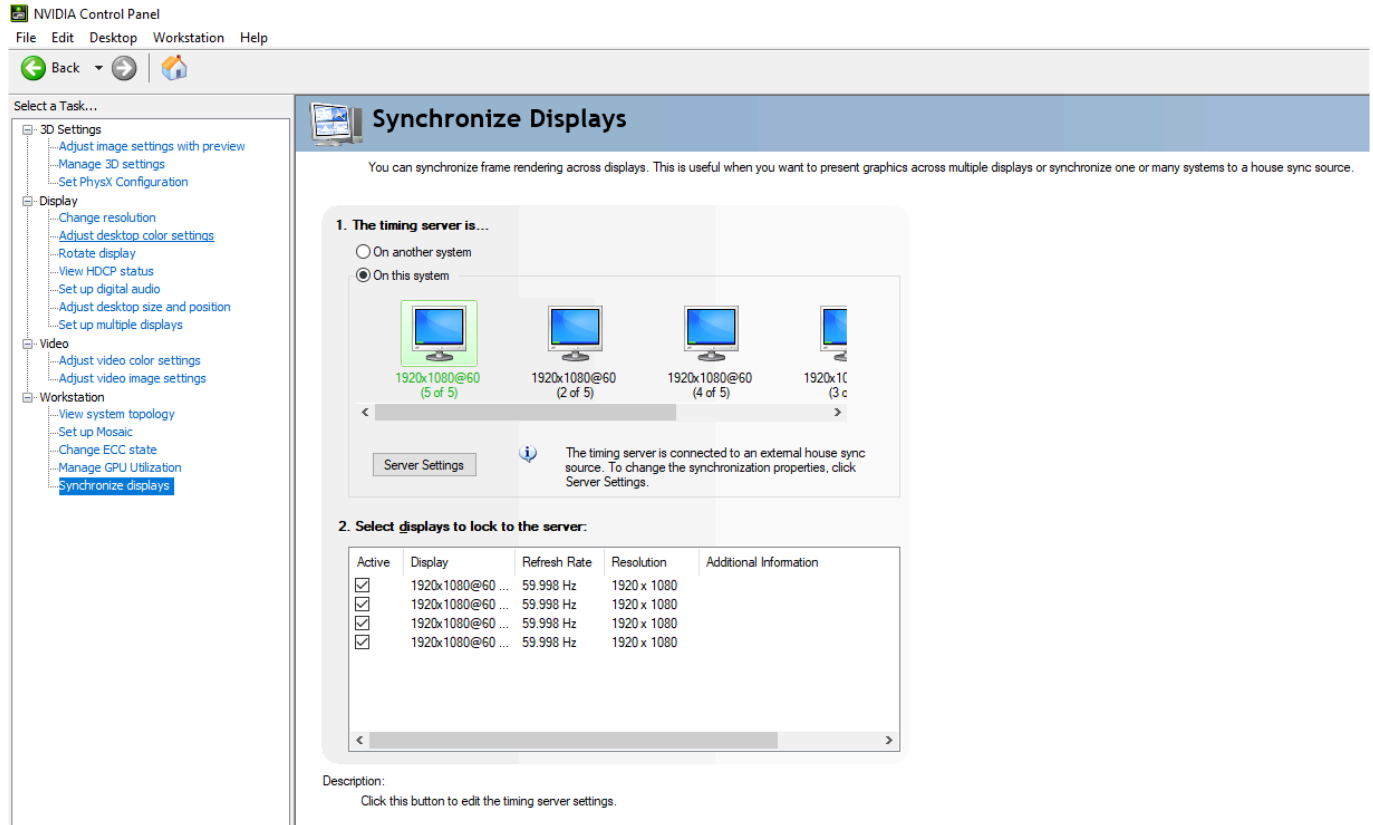 NVIDIA Control Panel
File Edit Desktop Workstation Help
Back
Select a Task...
3D Settings
Adjust image settings with preview
Manage 3D settings
Set PhysX Configuration
Display
Change resolution
Adjust desktop color settings
Rotate display
View HDCP status
Set up digital audio
Adjust desktop size and position
Set up multiple displays
Video
Adjust video color settings
Adjust video image settings
Workstation
View system topology
Set up Mosaic
Change ECC state
Manage GPU Utilization
Synchronize displays
Synchronize Displays
You can synchronize frame rendering across displays. This is useful when you want to present graphics across multiple displays or synchronize one or many systems to a house sync source.
1. The timing server is...
On another system
On this system
1920x1080@60 1920x1080@60 1920x1080@60 1920x10
(5 of 5) (2 of 5) (4 of 5) (3 o
Server Settings
The timing server is connected to an external house sync
source. To change the synchronization properties, click
Server Settings.
2. Select displays to lock to the server:
Active Display Refresh Rate Resolution Additional Information
1920x1080@60 ... 59.998 Hz 1920 x 1080
1920x1080@60 ... 59.998 Hz 1920 x 1080
1920x1080@60 ... 59.998 Hz 1920 x 1080
1920x1080@60 ... 59.998 Hz 1920 x 1080
Description:
Click this button to edit the timing server settings.